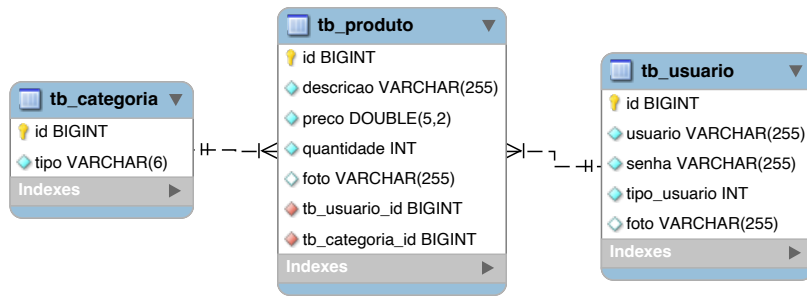 tb_categoria
id BIGINT
tipo VARCHAR(6)
Indexes
tb_produto
id BIGINT
descricao VARCHAR(255)
preco DOUBLE(5,2)
quantidade INT
foto VARCHAR(255)
tb_usuario_id BIGINT
tb_categoria_id BIGINT
Indexes
tb_usuario
id BIGINT
usuario VARCHAR(255)
senha VARCHAR(255)
tipo_usuario INT
foto VARCHAR(255)
Indexes